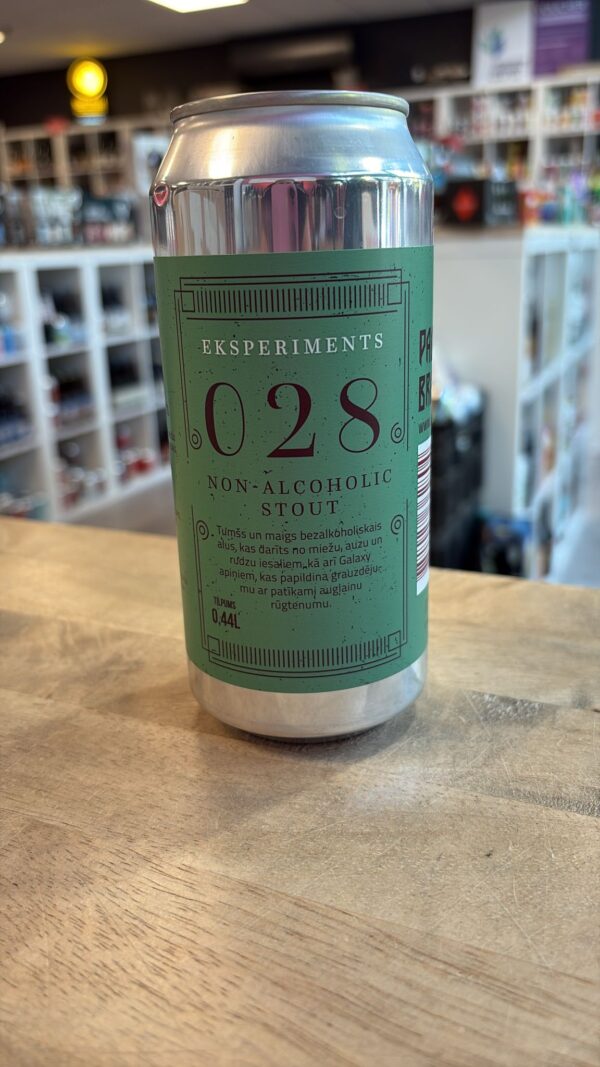 EKSPERIMENTS
028
NON-ALCOHOLIC
STOUT
Tumšs un maigs bezalkoholiskais
alus, kas darīts no miežu, auzu un
rudzu iesaliem, kā arī Galaxy
apiņiem, kas papildina grauzdēju-
mu ar patīkami augļainu
rūgtenumu.
TILPUMS
0,44L